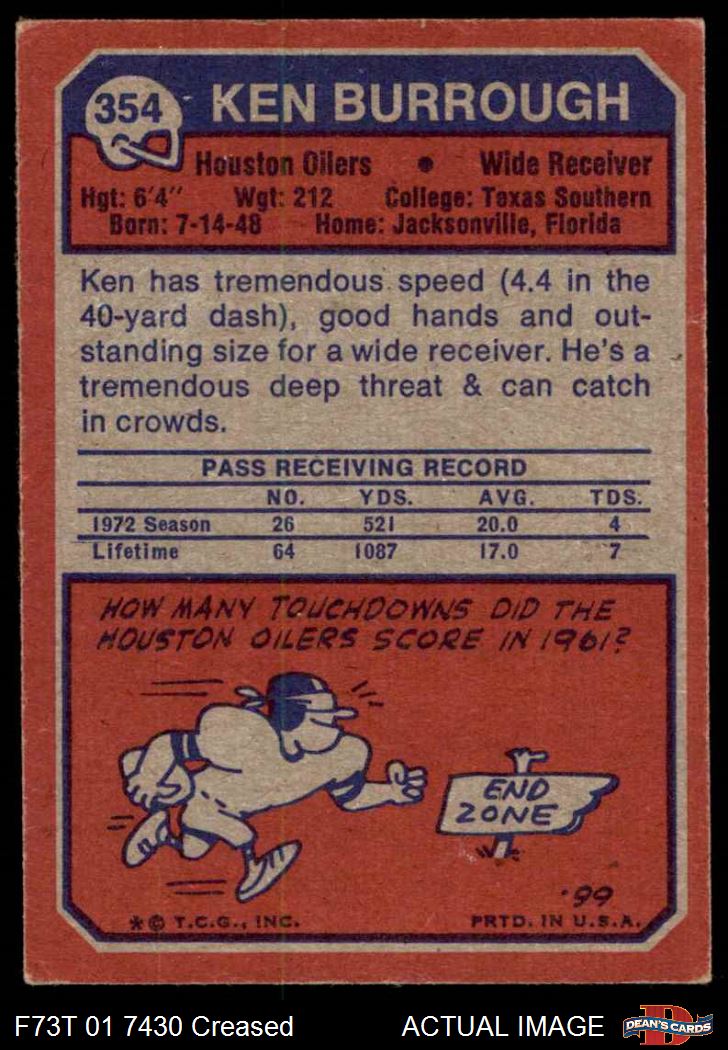 354
KEN BURROUGH
Houston Oilers • Wide Receiver
Hgt: 6'4" Wgt: 212 College: Texas Southern
Born: 7-14-48 Home: Jacksonville, Florida
Ken has tremendous speed (4.4 in the
40-yard dash), good hands and out-
standing size for a wide receiver. He's a
tremendous deep threat & can catch
in crowds.
PASS RECEIVING RECORD
NO. YDS. AVG. TDS.
1972 Season 26 521 20.0 4
Lifetime 64 1087 17.0 7
HOW MANY TOUCHDOWNS DID THE
HOUSTON OILERS SCORE IN 1961?
END
ZONE
'99
* © T.C.G., INC. PRTD. IN U.S.A.
F73T 01 7430 Creased ACTUAL IMAGE
D
DEAN'S CARDS